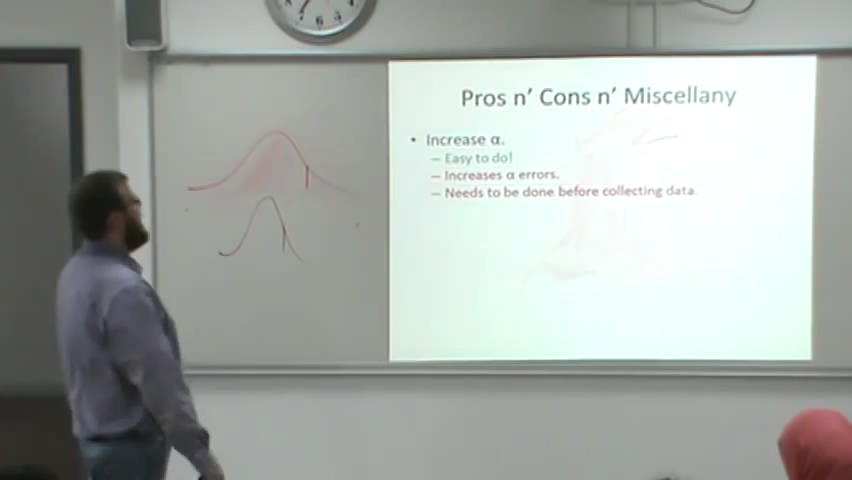 Pros n' Cons n' Miscellany
• Increase α.
– Easy to do!
– Increases α errors.
– Needs to be done before collecting data.